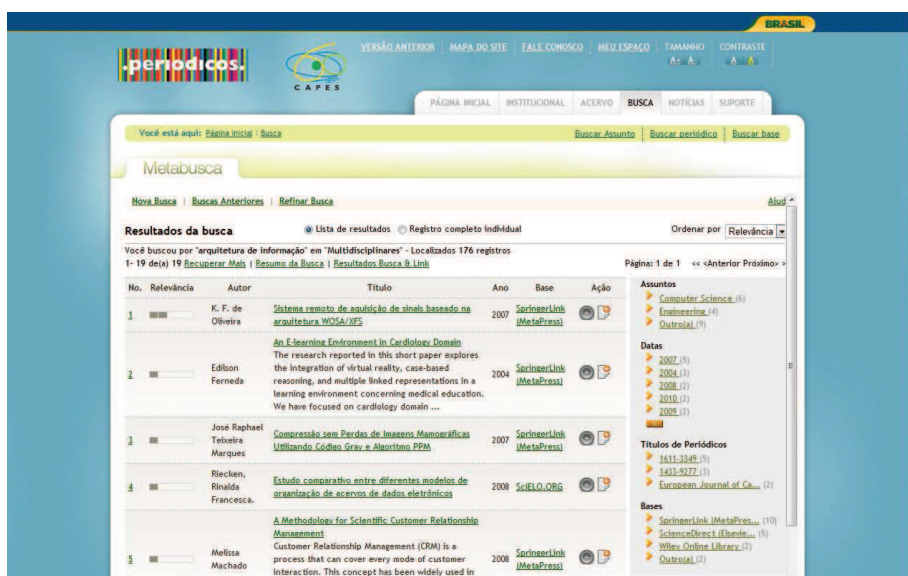 BRASIL
VERSÃO ANTERIOR MAPA DO SITE FALE CONOSCO MEU ESPAÇO TAMANHO CONTRASTE
.periodicos.
A+ A- A A
CAPES
PÁGINA INICIAL INSTITUCIONAL ACERVO BUSCA NOTÍCIAS SUPORTE
Você está aqui: Página inicial | Busca
Buscar Assunto Buscar periódico Buscar base
Metabusca
Nova Busca | Buscas Anteriores | Refinar Busca
Ajud
Resultados da busca
Lista de resultados Registro completo individual
Ordenar por Relevância
Você buscou por "arquitetura de informação" em "Multidisciplinares" - Localizados 176 registros
1- 19 de(a) 19 Recuperar Mais | Resumo da Busca | Resultados Busca & Link
Página: 1 de 1 << <Anterior Próximo> »
No. Relevância Autor Título Ano Base Ação
1
K. F. de
Oliveira
Sistema remoto de aquisição de sinais baseado na
arquitetura WOSA/XFS
2007
SpringerLink
(MetaPress)
2
Edilson
Ferneda
An E-learning Environment in Cardiology Domain
The research reported in this short paper explores
the integration of virtual reality, case-based
reasoning, and multiple linked representations in a
learning environment concerning medical education.
We have focused on cardiology domain ...
2004
SpringerLink
(MetaPress)
3
José Raphael
Teixeira
Marques
Compressão sem Perdas de Imagens Mamográficas
Utilizando Código Gray e Algoritmo PPM
2007
SpringerLink
(MetaPress)
4
Riecken,
Rinalda
Francesca.
Estudo comparativo entre diferentes modelos de
organização de acervos de dados eletrônicos
2008
SciELO.ORG
5
Melissa
Machado
A Methodology for Scientific Customer Relationship
Management
Customer Relationship Management (CRM) is a
process that can cover every mode of customer
interaction. This concept has been widely used in
2008
SpringerLink
(MetaPress)
Assuntos
Computer Science (6)
Engineering (4)
Outro(a) (9)
Datas
2007 (5)
2004 (3)
2008 (2)
2010 (2)
2009 (2)
Títulos de Periódicos
1611-3349 (5)
1433-9277 (3)
European Journal of Ca... (2)
Bases
SpringerLink (MetaPres... (10)
ScienceDirect (Elsevie... (5)
Wiley Online Library (2)
Outro(a) (2)